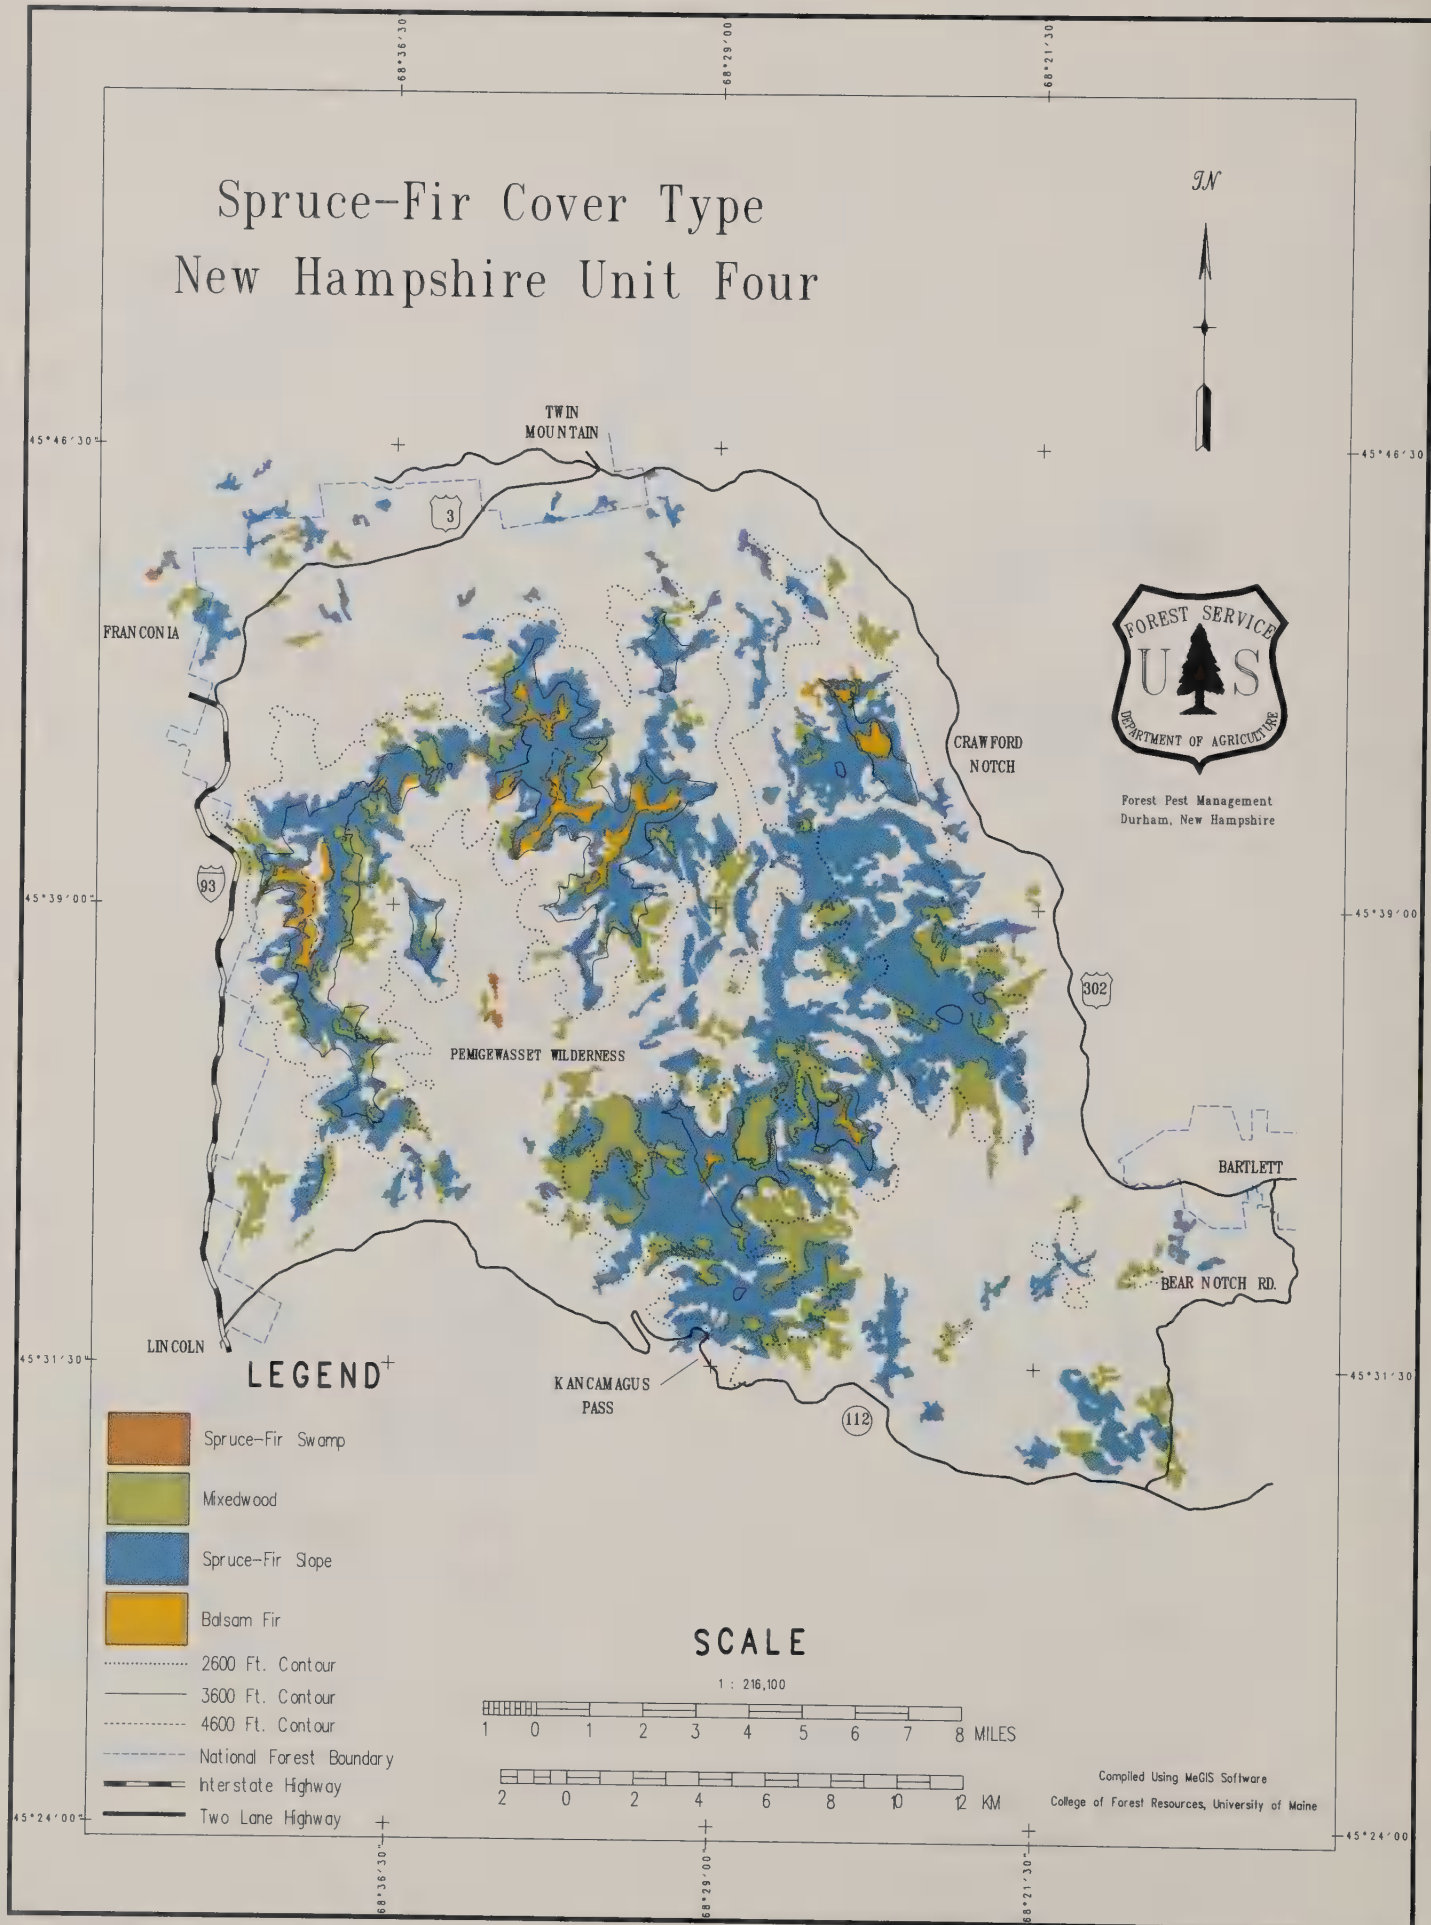 68°36'30"
68°29'00"
68°21'30"
Spruce-Fir Cover Type
New Hampshire Unit Four
N
45°46'30"
45°46'30
TWIN
MOUNTAIN
3
FRANCONIA
FOREST SERVICE
U S
DEPARTMENT OF AGRICULTURE
CRAWFORD
NOTCH
Forest Pest Management
Durham, New Hampshire
93
45°39'00"
45°39'00
302
PEMIGEWASSET WILDERNESS
BARTLETT
BEAR NOTCH RD.
LINCOLN
45°31'30"
45°31'30
KANCAMAGUS
PASS
112
LEGEND
Spruce-Fir Swamp
Mixedwood
Spruce-Fir Slope
Balsam Fir
2600 Ft. Contour
3600 Ft. Contour
4600 Ft. Contour
National Forest Boundary
Interstate Highway
Two Lane Highway
SCALE
1 : 216,100
1 0 1 2 3 4 5 6 7 8 MILES
2 0 2 4 6 8 10 12 KM
Compiled Using MeGIS Software
College of Forest Resources, University of Maine
45°24'00"
45°24'00
68°36'30"
68°29'00"
68°21'30"